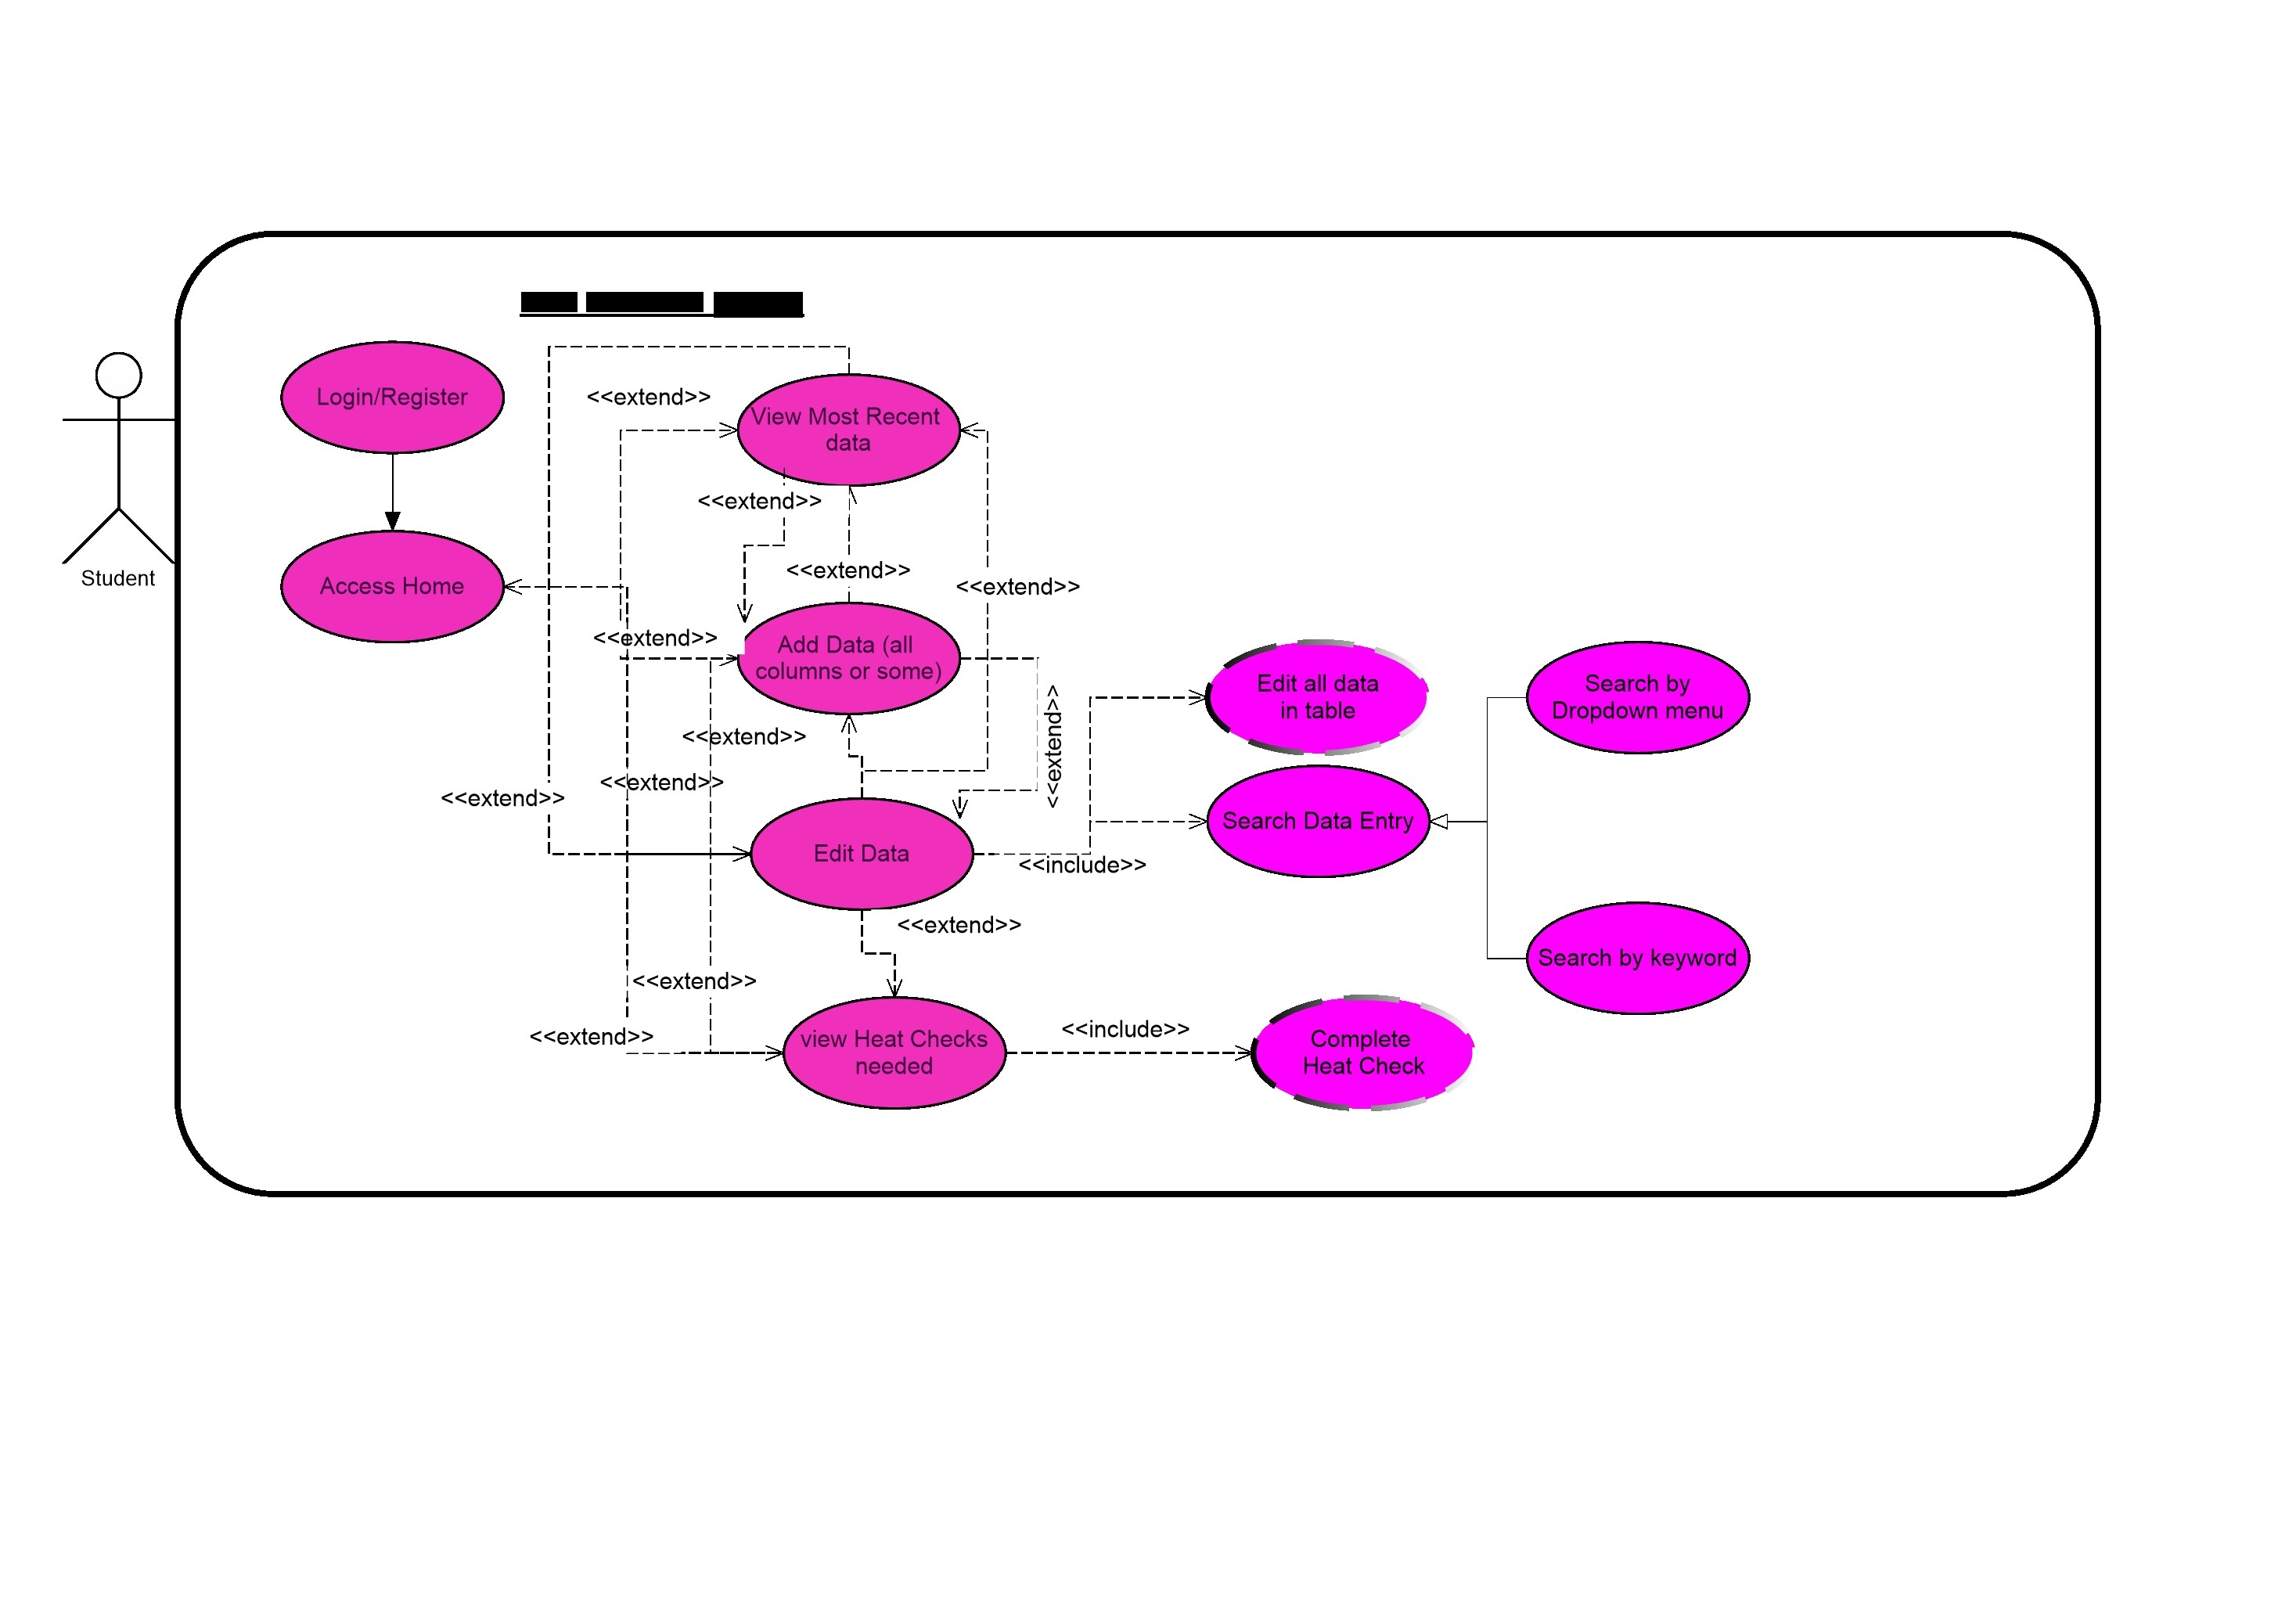 Login/Register
<<extend>>
View Most Recent
data
<<extend>>
Student
Access Home
<<extend>>
<<extend>>
<<extend>>
Add Data (all
columns or some)
Edit all data
in table
Search by
Dropdown menu
<<extend>>
<<extend>>
<<extend>>
<<extend>>
Search Data Entry
Edit Data
<<include>>
<<extend>>
Search by keyword
<<extend>>
<<extend>>
view Heat Checks
needed
<<include>>
Complete
Heat Check